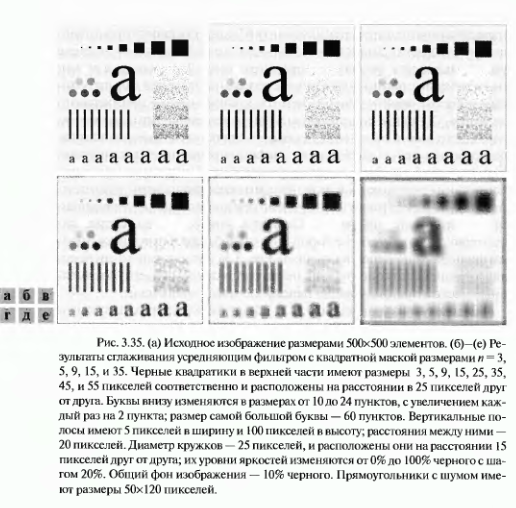 a
a a a a a a a a
a
a a a a a a a a
a
a a a a a a a a
a
a a a a a a a a
a
a a a a a a a a
a
а б в
г д е
Рис. 3.35. (а) Исходное изображение размерами 500×500 элементов. (б)–(е) Ре-
зультаты сглаживания усредняющим фильтром с квадратной маской размерами n = 3,
5, 9, 15, и 35. Черные квадратики в верхней части имеют размеры 3, 5, 9, 15, 25, 35,
45, и 55 пикселей соответственно и расположены на расстоянии в 25 пикселей друг
от друга. Буквы внизу изменяются в размерах от 10 до 24 пунктов, с увеличением каж-
дый раз на 2 пункта; размер самой большой буквы — 60 пунктов. Вертикальные по-
лосы имеют 5 пикселей в ширину и 100 пикселей в высоту; расстояния между ними —
20 пикселей. Диаметр кружков — 25 пикселей, и расположены они на расстоянии 15
пикселей друг от друга; их уровни яркостей изменяются от 0% до 100% черного с ша-
гом 20%. Общий фон изображения — 10% черного. Прямоугольники с шумом име-
ют размеры 50×120 пикселей.